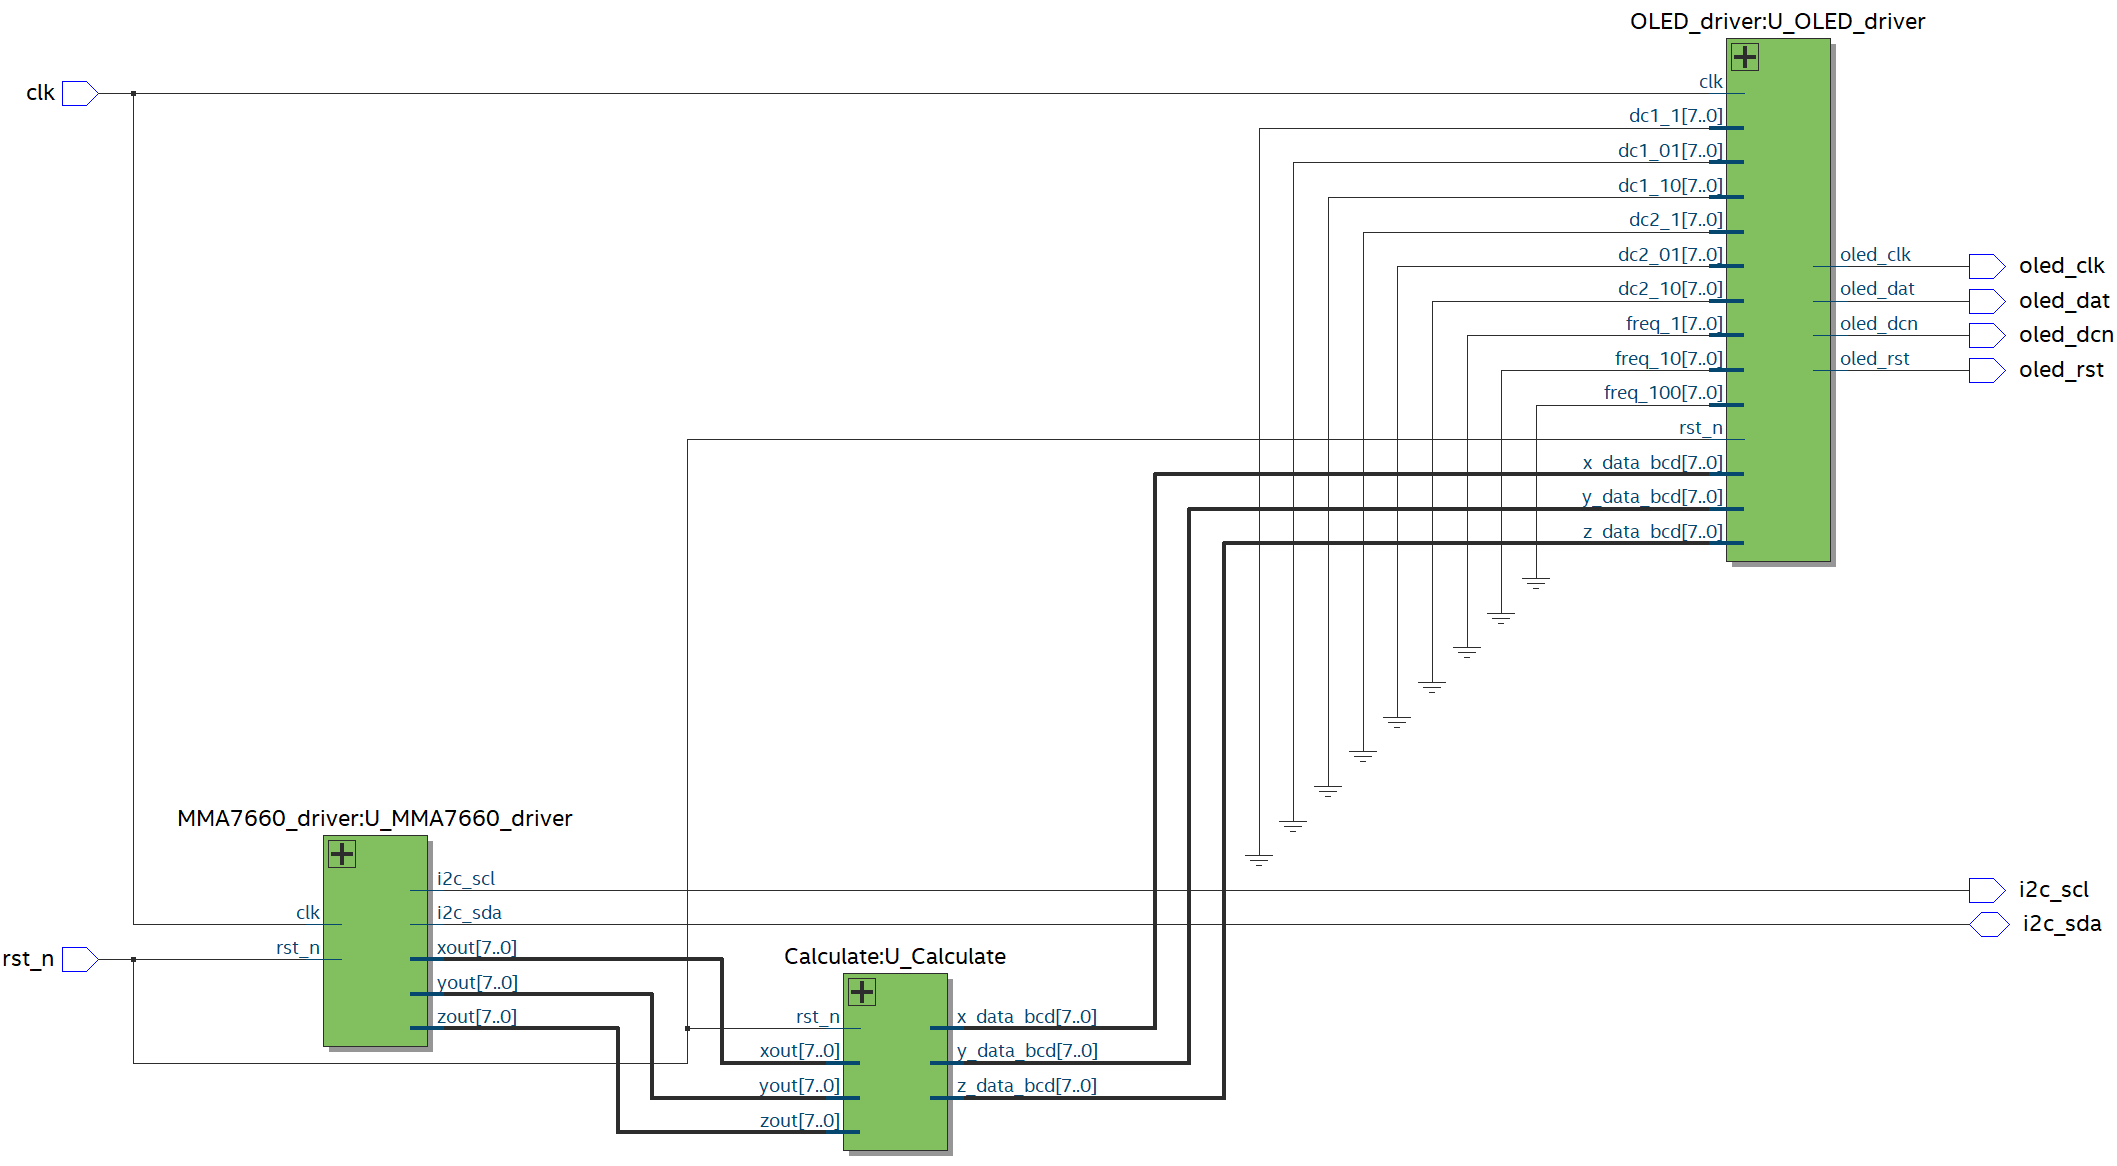 OLED_driver:U_OLED_driver
clk
clk
dc1_1[7..0]
dc1_01[7..0]
dc1_10[7..0]
dc2_1[7..0]
dc2_01[7..0]
dc2_10[7..0]
freq_1[7..0]
freq_10[7..0]
freq_100[7..0]
rst_n
x_data_bcd[7..0]
y_data_bcd[7..0]
z_data_bcd[7..0]
oled_clk
oled_dat
oled_dcn
oled_rst
oled_clk
oled_dat
oled_dcn
oled_rst
MMA7660_driver:U_MMA7660_driver
clk
rst_n
rst_n
i2c_scl
i2c_sda
xout[7..0]
yout[7..0]
zout[7..0]
i2c_scl
i2c_sda
Calculate:U_Calculate
rst_n
xout[7..0]
yout[7..0]
zout[7..0]
x_data_bcd[7..0]
y_data_bcd[7..0]
z_data_bcd[7..0]